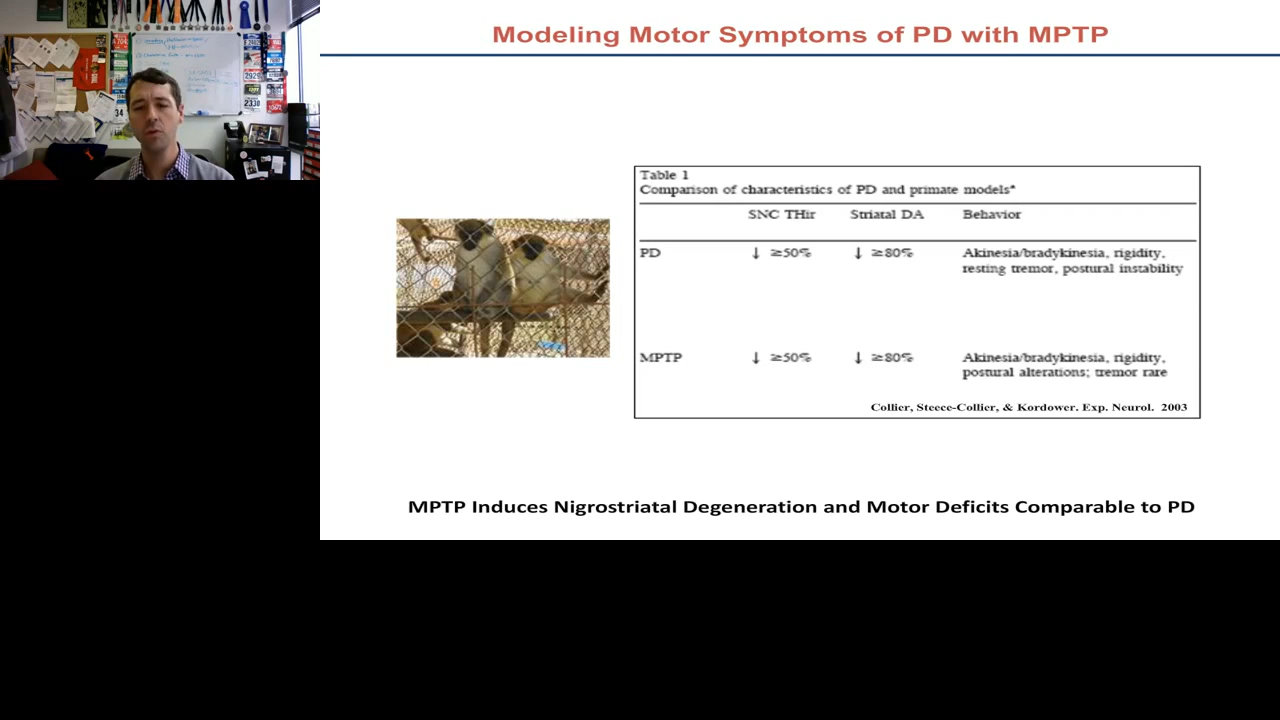 Modeling Motor Symptoms of PD with MPTP
Table 1
Comparison of characteristics of PD and primate models*
SNC THir Striatal DA Behavior
PD ↓ ≥50% ↓ ≥80% Akinesia/bradykinesia, rigidity,
resting tremor, postural instability
MPTP ↓ ≥50% ↓ ≥80% Akinesia/bradykinesia, rigidity,
postural alterations; tremor rare
Collier, Steece-Collier, & Kordower. Exp. Neurol. 2003
MPTP Induces Nigrostriatal Degeneration and Motor Deficits Comparable to PD
2929
2330
34